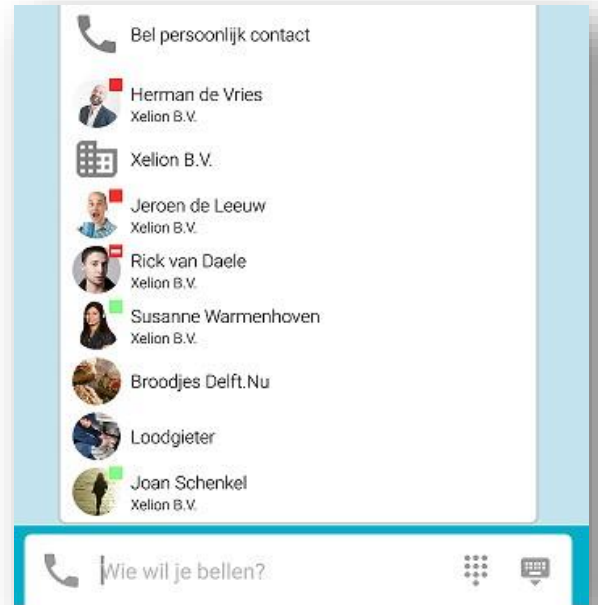 Bel persoonlijk contact
Herman de Vries
Xelion B.V.
Xelion B.V.
Jeroen de Leeuw
Xelion B.V.
Rick van Daele
Xelion B.V.
Susanne Warmenhoven
Xelion B.V.
Broodjes Delft.Nu
Loodgieter
Joan Schenkel
Xelion B.V.
Wie wil je bellen?